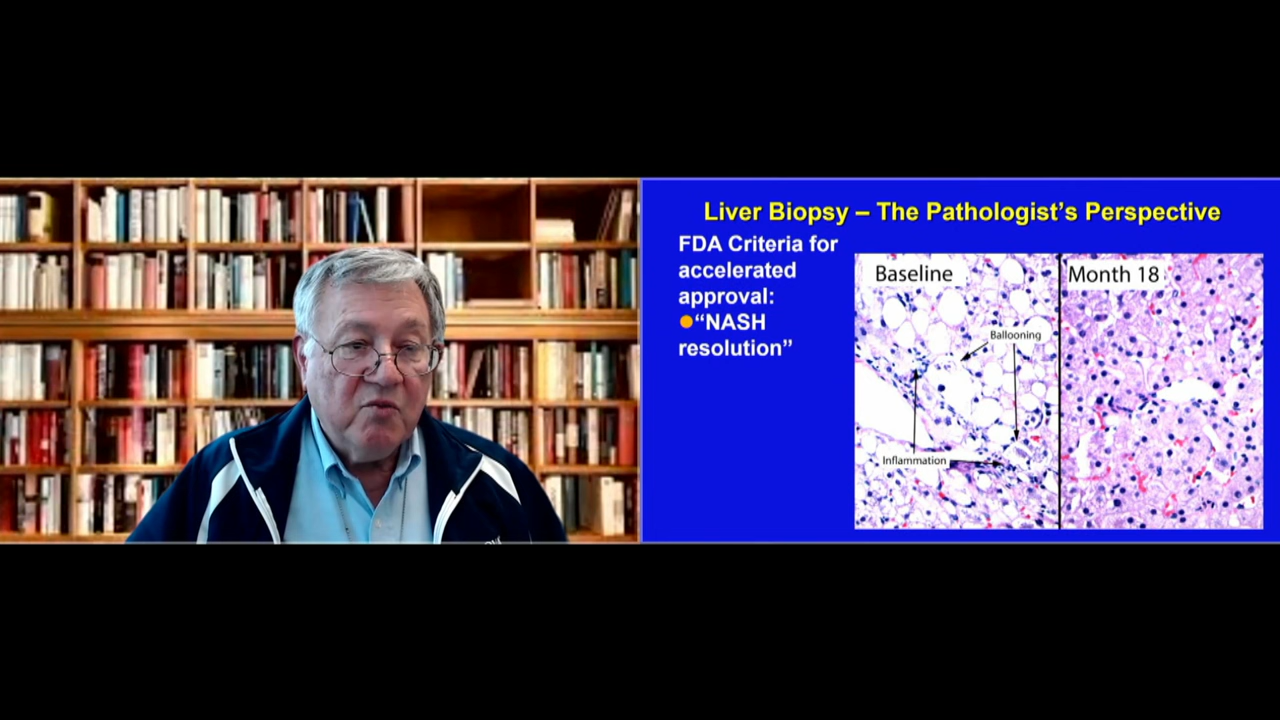 Liver Biopsy – The Pathologist’s Perspective
FDA Criteria for
accelerated
approval:
“NASH
resolution”
Baseline
Month 18
Ballooning
Inflammation